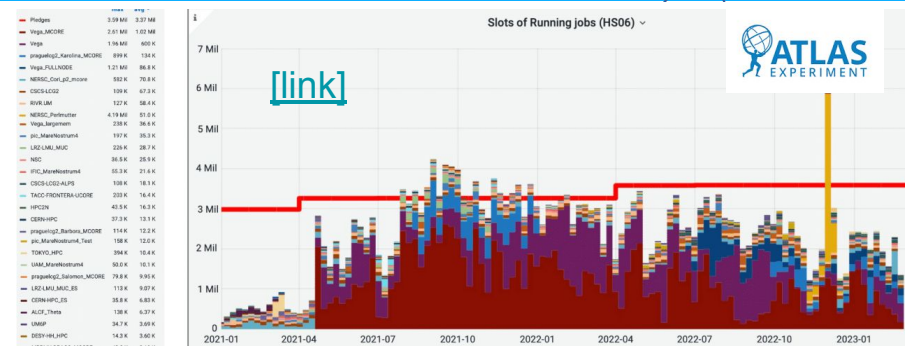 max avg
Pledges 3.59 Mil 3.37 Mil
Vega_MCORE 2.61 Mil 1.02 Mil
Vega 1.96 Mil 600 K
praguelcg2_Karolina_MCORE 899 K 134 K
Vega_FULLNODE 1.21 Mil 86.8 K
NERSC_Cori_p2_mcore 582 K 70.8 K
CSCS-LCG2 109 K 67.3 K
RIVR.UM 127 K 58.4 K
NERSC_Perlmutter 4.19 Mil 51.0 K
Vega_largemem 238 K 36.6 K
pic_MareNostrum4 197 K 35.3 K
LRZ-LMU_MUC 226 K 28.7 K
NSC 36.5 K 25.9 K
IFIC_MareNostrum4 55.3 K 21.6 K
CSCS-LCG2-ALPS 108 K 18.1 K
TACC-FRONTERA-UCORE 203 K 16.4 K
HPC2N 43.5 K 16.3 K
CERN-HPC 37.3 K 13.1 K
praguelcg2_Barbora_MCORE 114 K 12.2 K
pic_MareNostrum4_Test 158 K 12.0 K
TOKYO_HPC 394 K 10.4 K
UAM_MareNostrum4 50.0 K 10.1 K
praguelcg2_Salomon_MCORE 79.8 K 9.95 K
LRZ-LMU_MUC_ES 113 K 9.07 K
CERN-HPC_ES 35.8 K 6.83 K
ALCF_Theta 138 K 6.37 K
UMSP 34.7 K 3.69 K
DESY-HH_HPC 14.3 K 3.60 K
Slots of Running jobs (HS06)
ATLAS
EXPERIMENT
[link]
7 Mil
6 Mil
5 Mil
4 Mil
3 Mil
2 Mil
1 Mil
0
2021-01 2021-04 2021-07 2021-10 2022-01 2022-04 2022-07 2022-10 2023-01